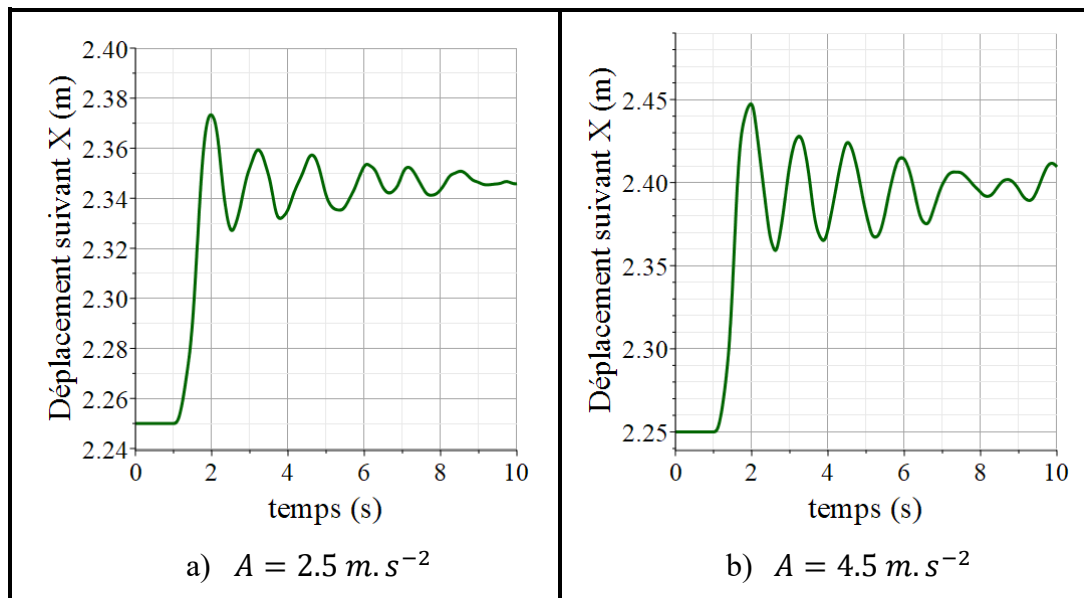 Déplacement suivant X (m)
2.40
2.38
2.36
2.34
2.32
2.30
2.28
2.26
2.24
0 2 4 6 8 10
temps (s)
a) A = 2.5 m.s⁻²
Déplacement suivant X (m)
2.45
2.40
2.35
2.30
2.25
0 2 4 6 8 10
temps (s)
b) A = 4.5 m.s⁻²